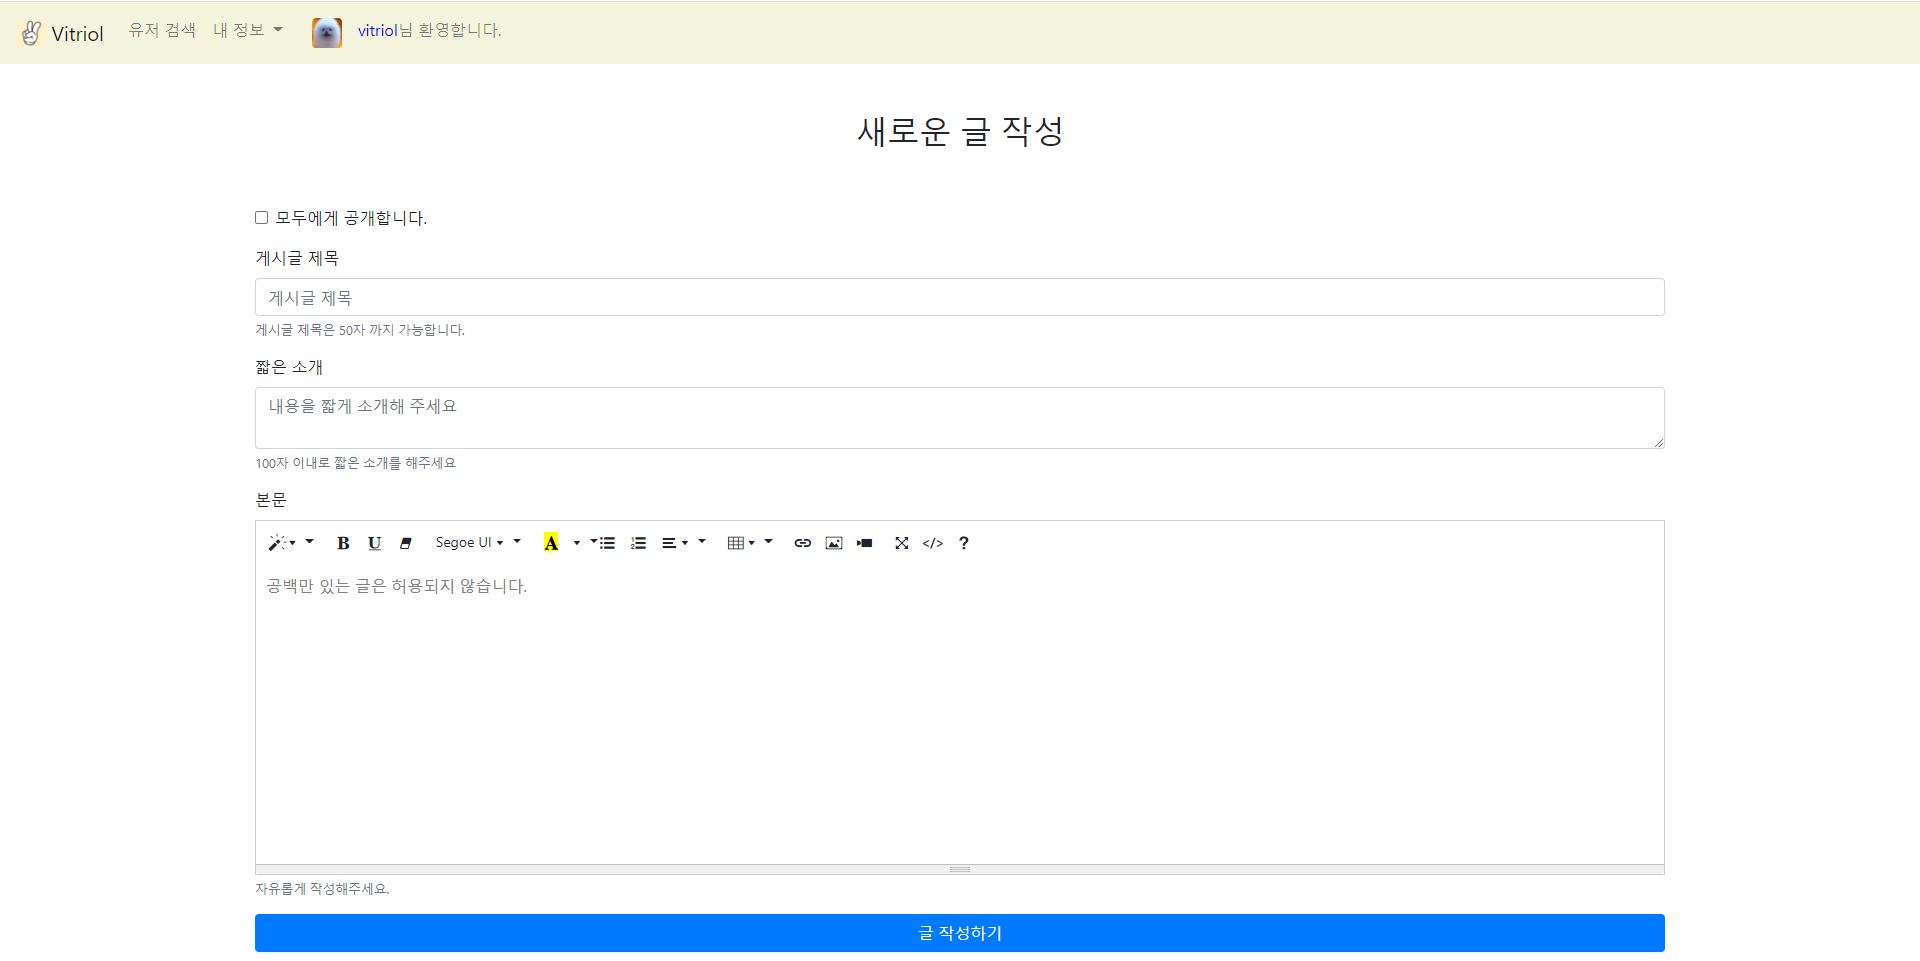 Vitriol 유저 검색 내 정보 vitriol님 환영합니다.
새로운 글 작성
모두에게 공개합니다.
게시글 제목
게시글 제목
게시글 제목은 50자 까지 가능합니다.
짧은 소개
내용을 짧게 소개해 주세요
100자 이내로 짧은 소개를 해주세요
본문
B U Segoe UI A </> ?
공백만 있는 글은 허용되지 않습니다.
자유롭게 작성해주세요.
글 작성하기